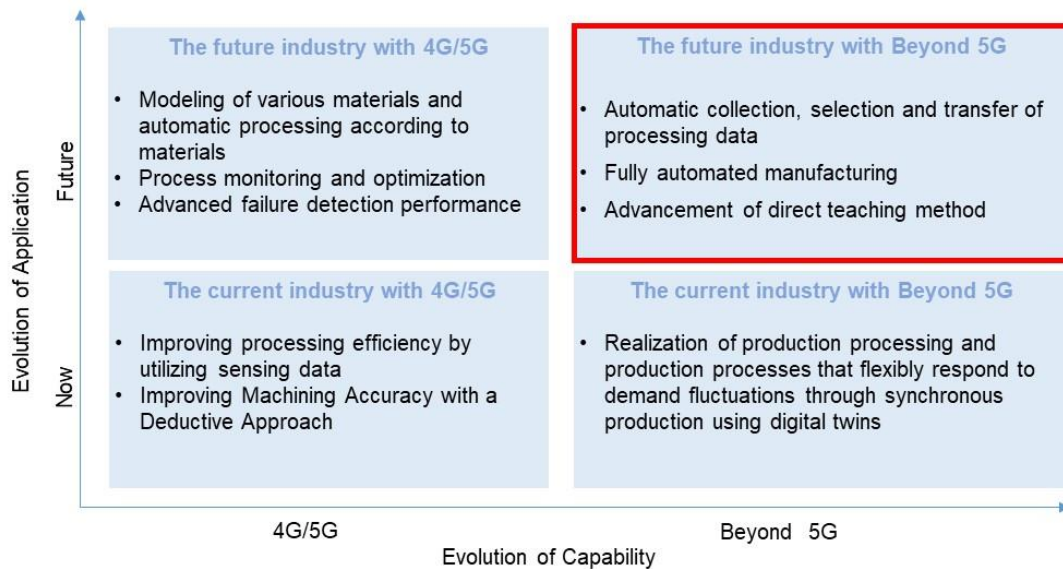 The future industry with 4G/5G
• Modeling of various materials and
automatic processing according to
materials
• Process monitoring and optimization
• Advanced failure detection performance
The future industry with Beyond 5G
• Automatic collection, selection and transfer of
processing data
• Fully automated manufacturing
• Advancement of direct teaching method
The current industry with 4G/5G
• Improving processing efficiency by
utilizing sensing data
• Improving Machining Accuracy with a
Deductive Approach
The current industry with Beyond 5G
• Realization of production processing and
production processes that flexibly respond to
demand fluctuations through synchronous
production using digital twins
Evolution of Application
Future
Now
4G/5G
Beyond 5G
Evolution of Capability